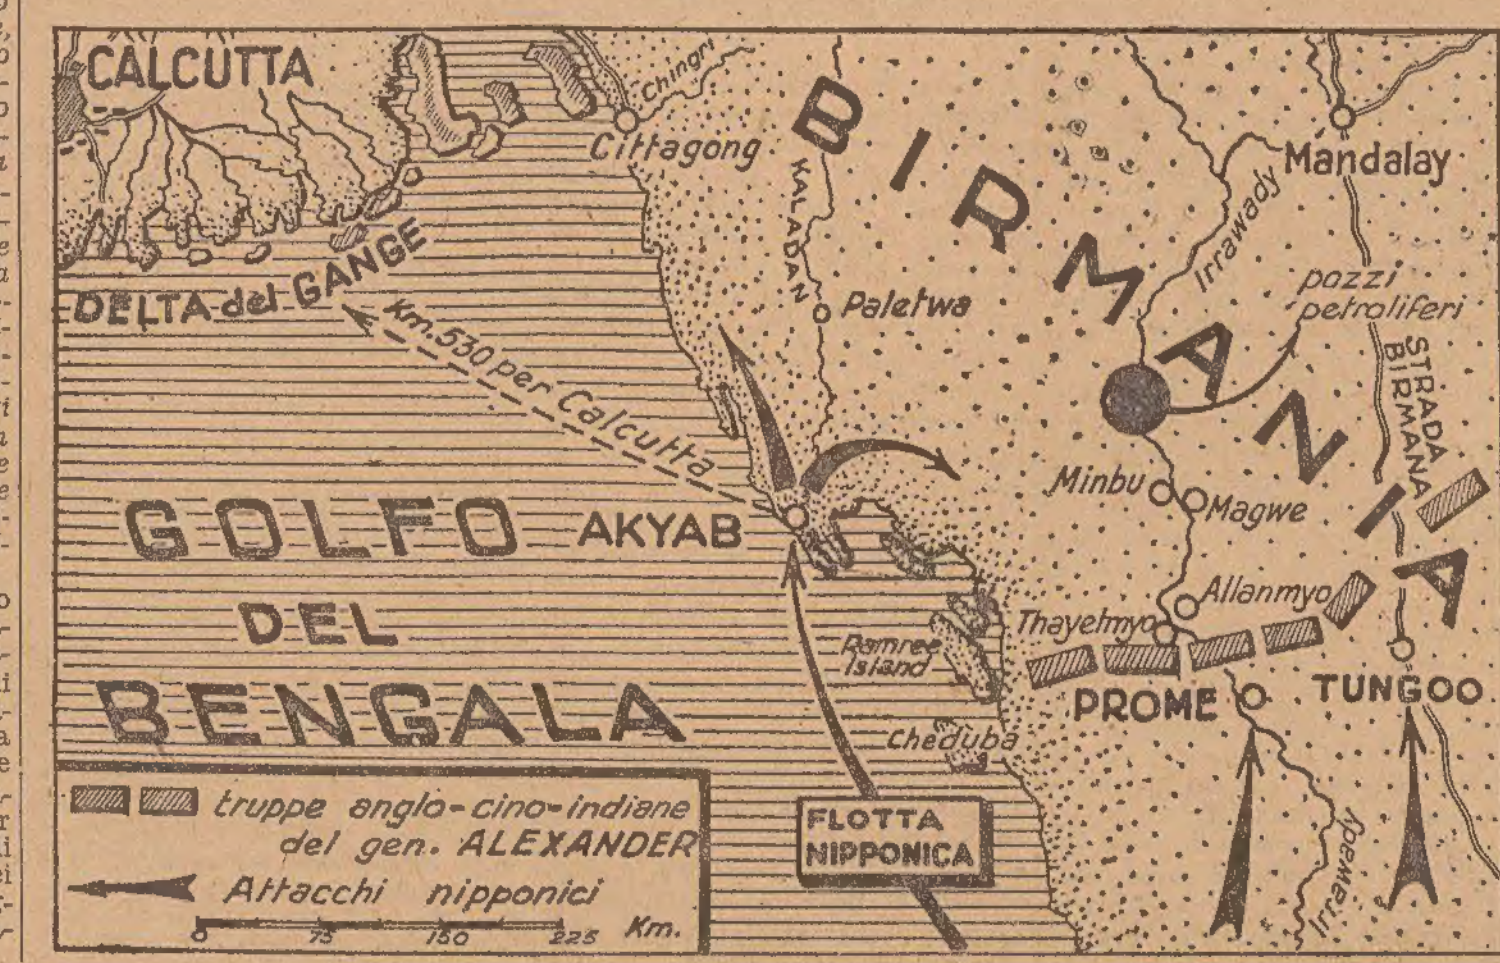 CALCUTTA
Chingri
Cittagong
BIRMANIA
KALADAN
Mandalay
Irrawady
DELTA del GANGE
Km. 530 per Calcutta
Paletwa
pozzi
petroliferi
STRADA
BIRMANA
Minbu
Magwe
GOLFO
DEL
BENGALA
AKYAB
Allanmyo
Thayetmyo
Ramree
Island
PROME
TUNGOO
Cheduba
FLOTTA
NIPPONICA
Irrawady
truppe anglo-cino-indiane
del gen. ALEXANDER
Attacchi nipponici
0 75 150 225 Km.